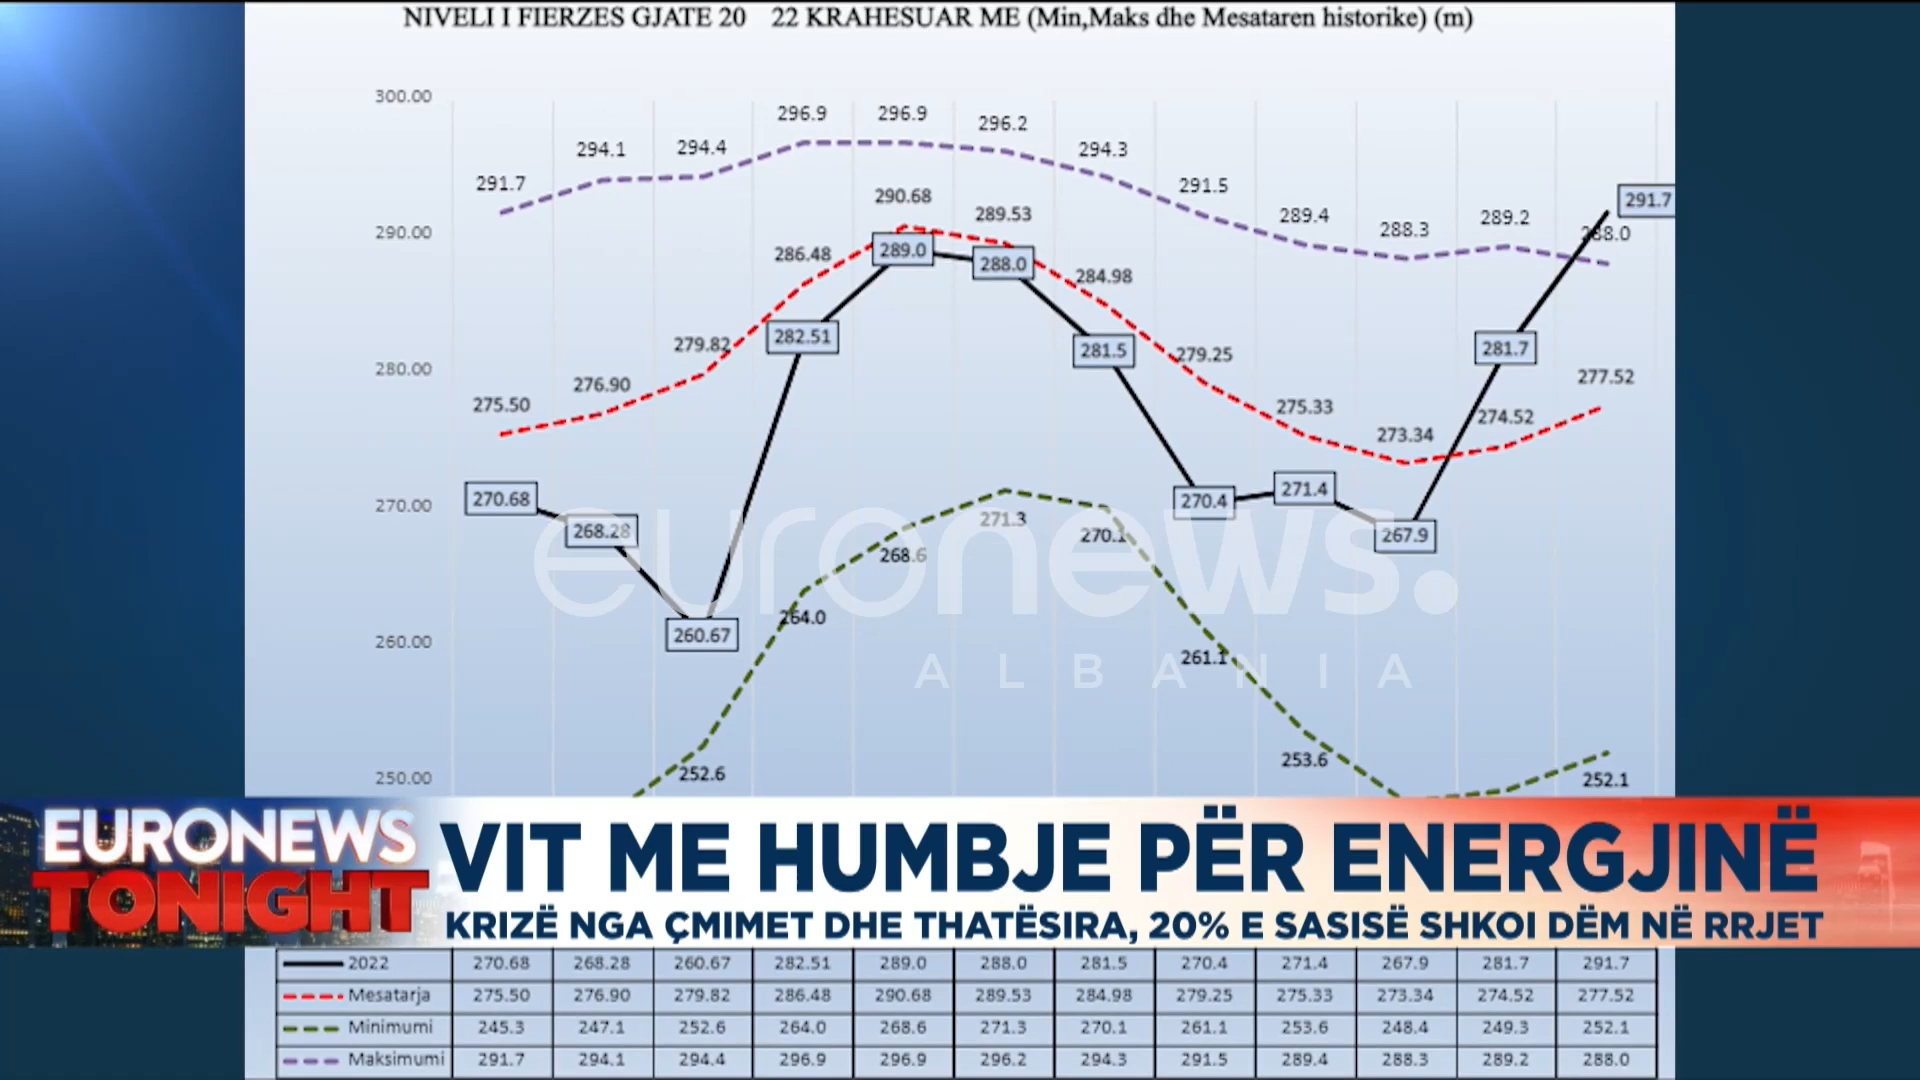 NIVELI I FIERZES GJATE 20 22 KRAHESUAR ME (Min,Maks dhe Mesataren historike) (m)
300.00
290.00
280.00
270.00
260.00
250.00
291.7 294.1 294.4 296.9 296.9 296.2 294.3 291.5 289.4 288.3 289.2 288.0
275.50 276.90 279.82 286.48 290.68 289.53 284.98 279.25 275.33 273.34 274.52 277.52
270.68 268.28 260.67 282.51 289.0 288.0 281.5 270.4 271.4 267.9 281.7 291.7
252.6 264.0 268.6 271.3 270.1 261.1 253.6 252.1
euronews.
ALBANIA
EURONEWS
TONIGHT
VIT ME HUMBJE PËR ENERGJINË
KRIZË NGA ÇMIMET DHE THATËSIRA, 20% E SASISË SHKOI DËM NË RRJET
2022 270.68 268.28 260.67 282.51 289.0 288.0 281.5 270.4 271.4 267.9 281.7 291.7
Mesatarja 275.50 276.90 279.82 286.48 290.68 289.53 284.98 279.25 275.33 273.34 274.52 277.52
Minimumi 245.3 247.1 252.6 264.0 268.6 271.3 270.1 261.1 253.6 248.4 249.3 252.1
Maksimumi 291.7 294.1 294.4 296.9 296.9 296.2 294.3 291.5 289.4 288.3 289.2 288.0